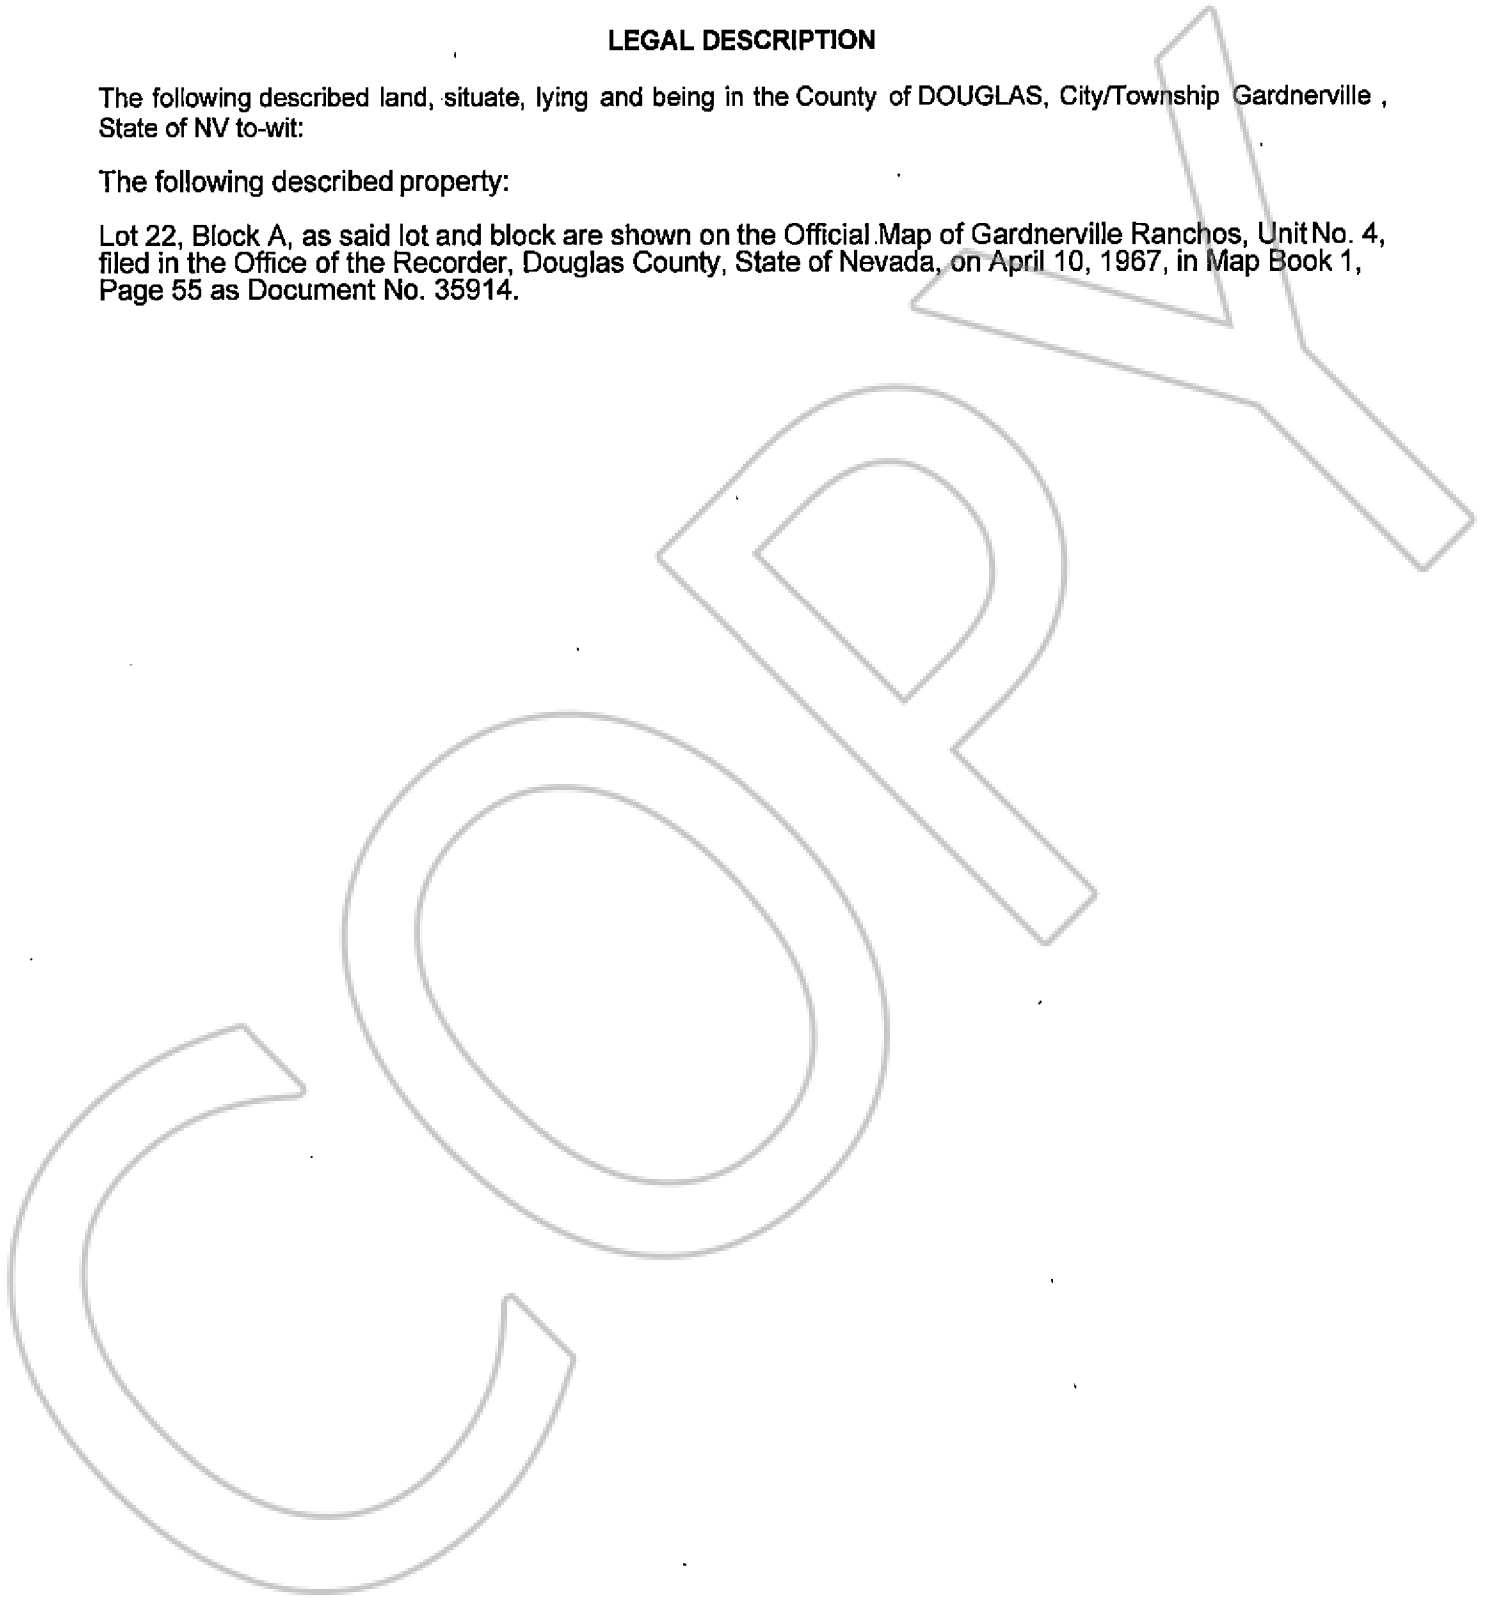 LEGAL DESCRIPTION
The following described land, situate, lying and being in the County of DOUGLAS, City/Township Gardnerville ,
State of NV to-wit:
The following described property:
Lot 22, Block A, as said lot and block are shown on the Official Map of Gardnerville Ranchos, Unit No. 4,
filed in the Office of the Recorder, Douglas County, State of Nevada, on April 10, 1967, in Map Book 1,
Page 55 as Document No. 35914.
COPY